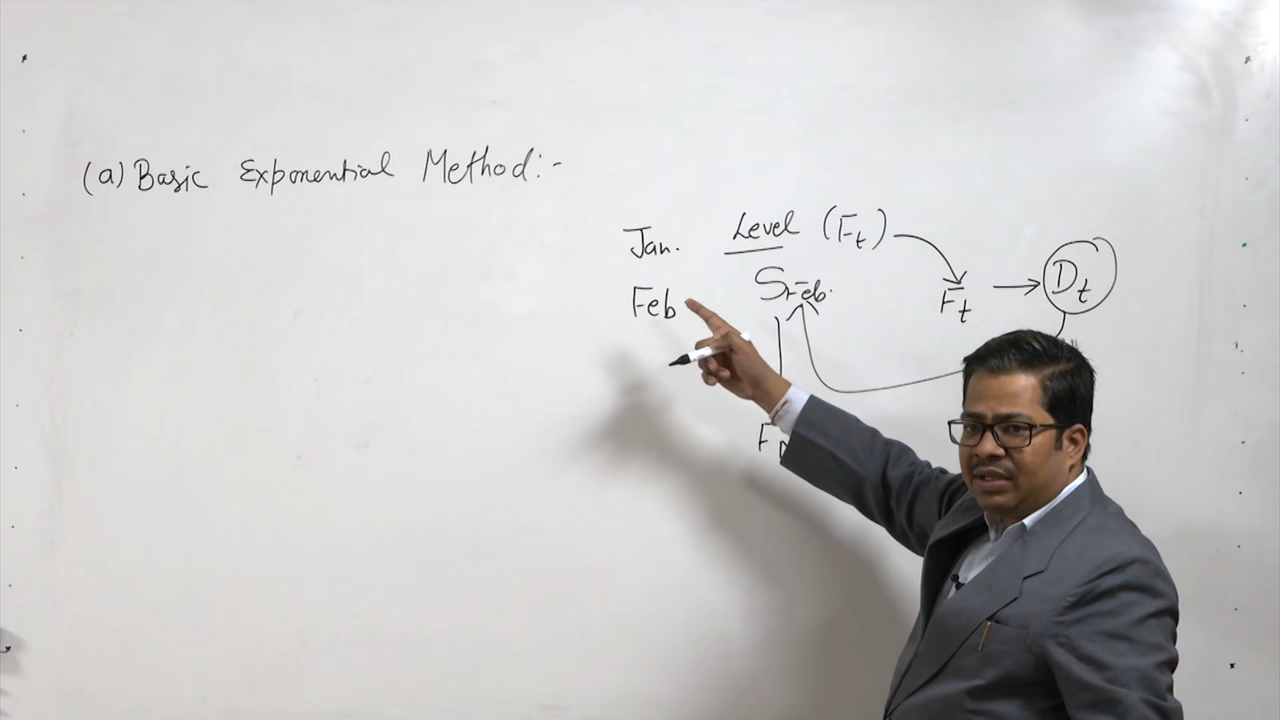 (a) Basic Exponential Method:-
Jan. Level (Ft)
Feb SFeb. Ft → Dt
F